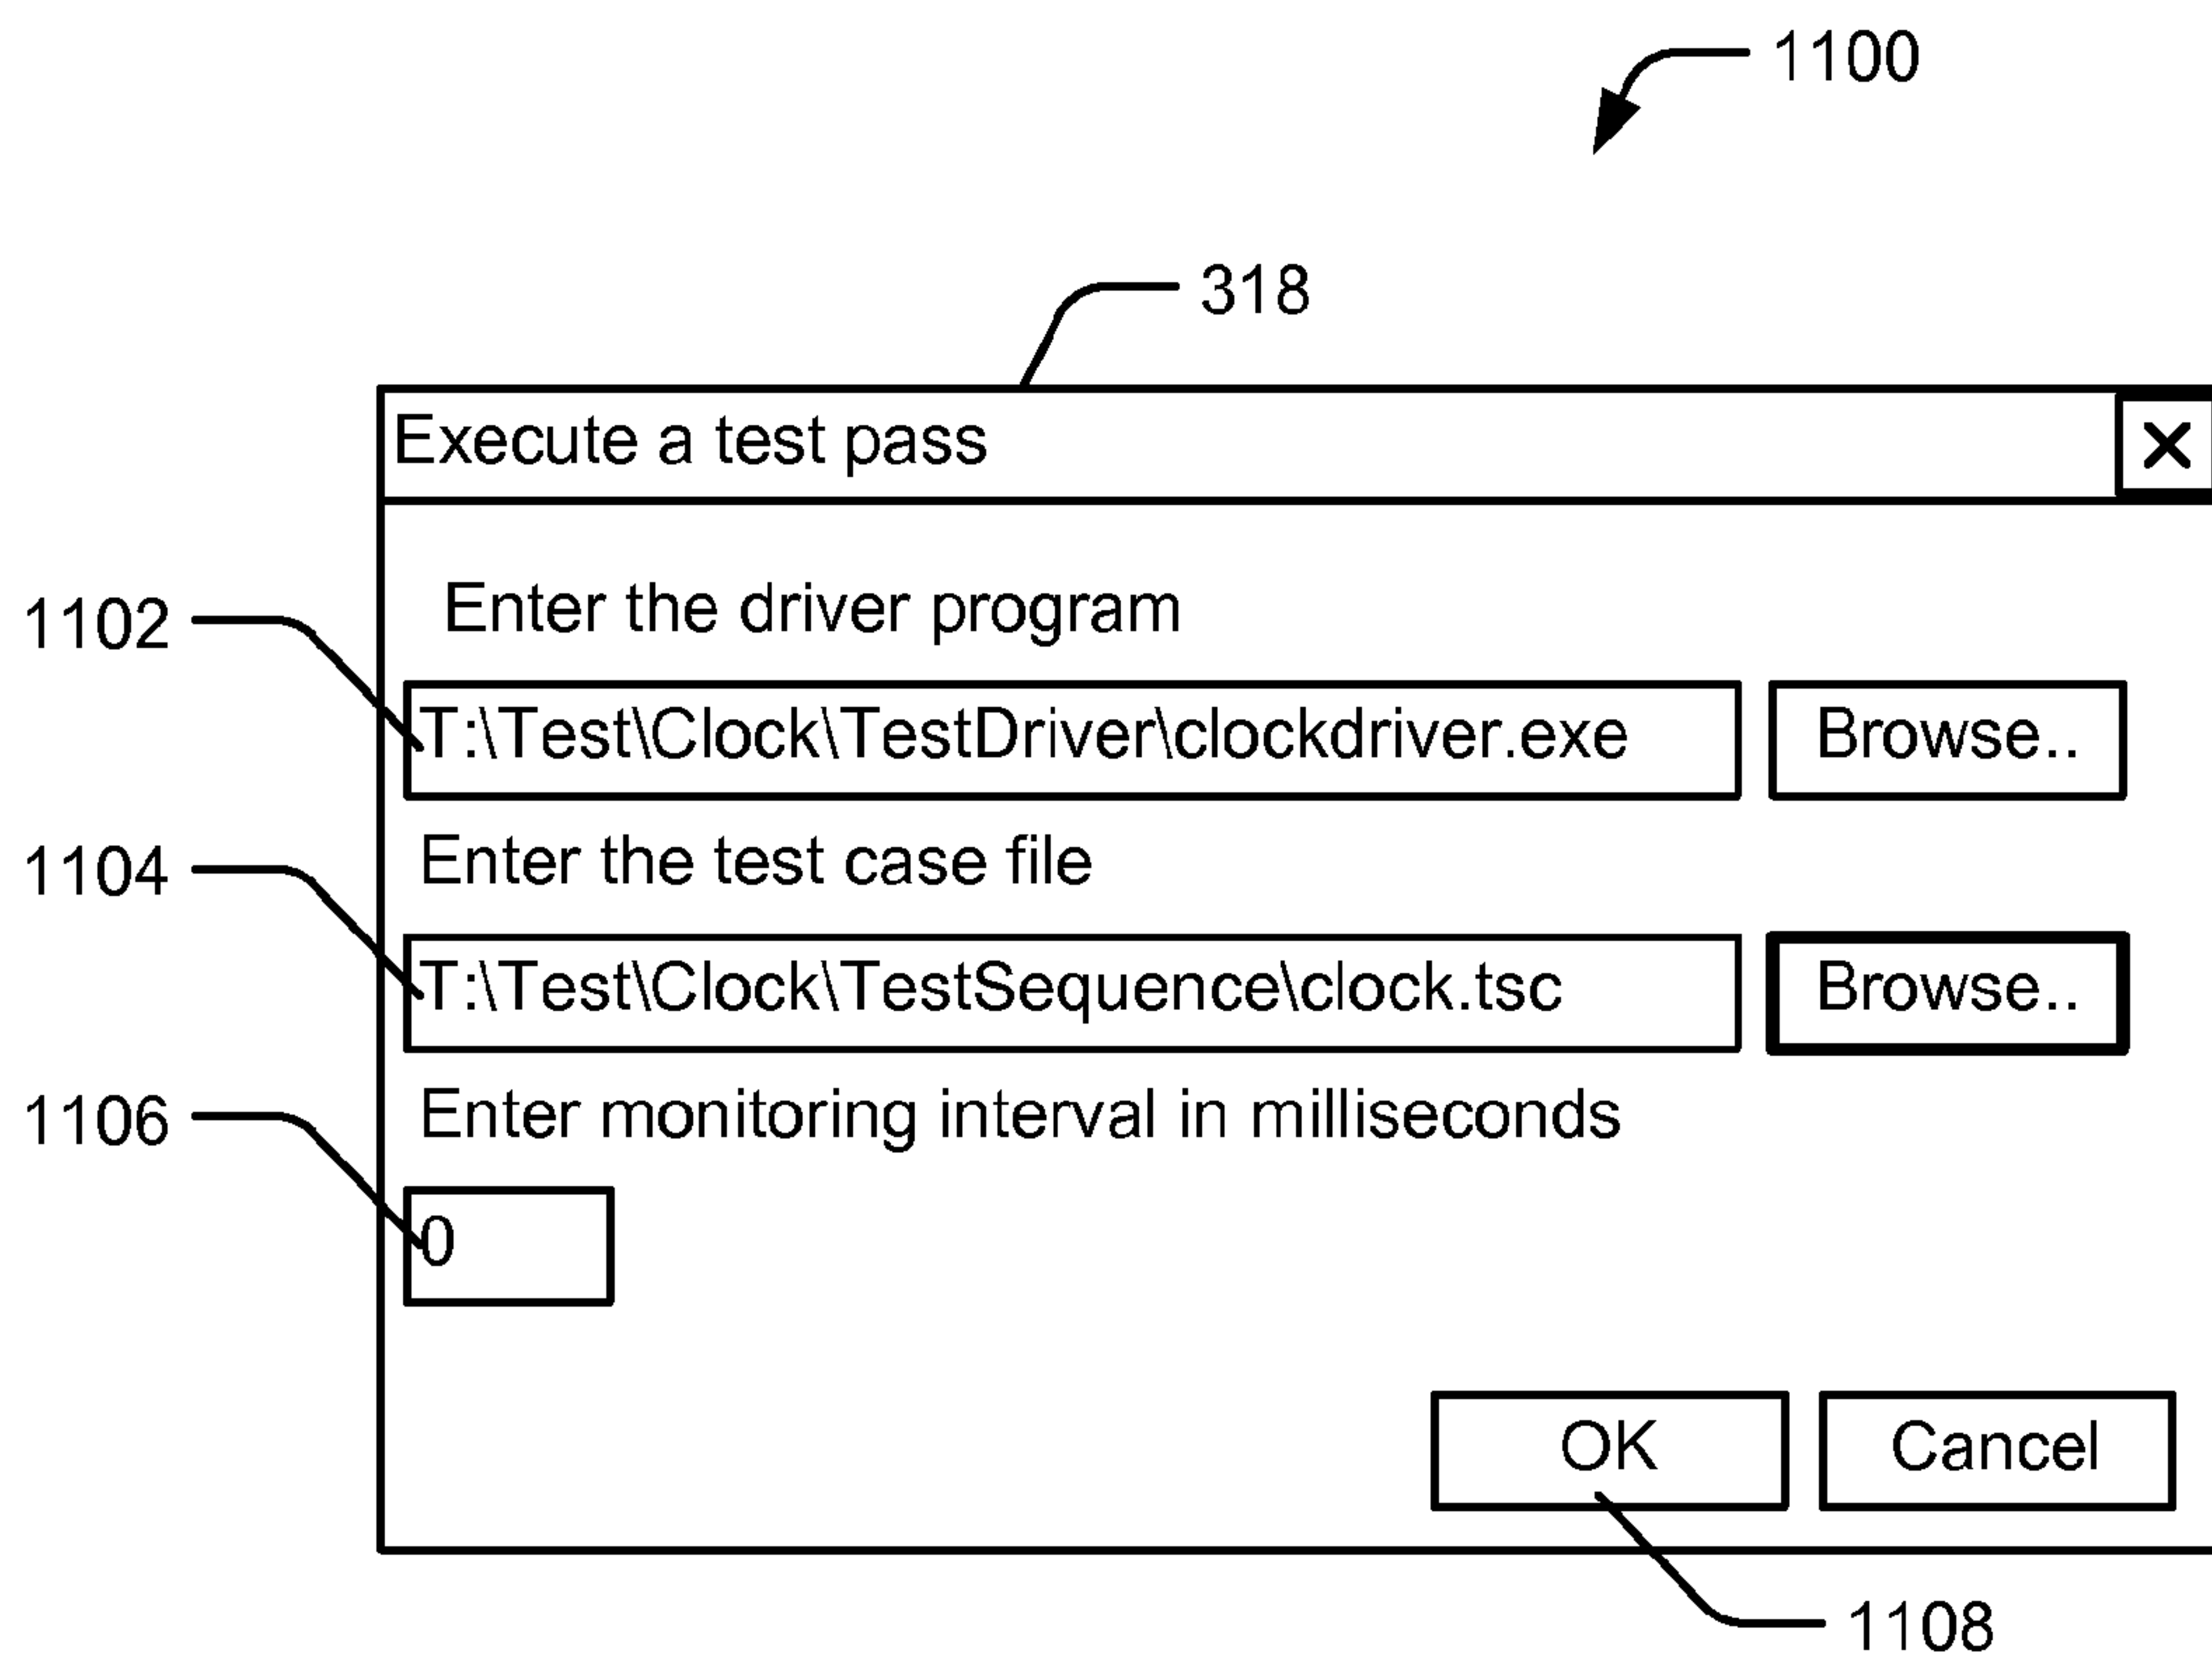 1100
318
Execute a test pass
1102
Enter the driver program
T:\Test\Clock\TestDriver\clockdriver.exe
Browse..
1104
Enter the test case file
T:\Test\Clock\TestSequence\clock.tsc
Browse..
1106
Enter monitoring interval in milliseconds
0
OK
Cancel
1108